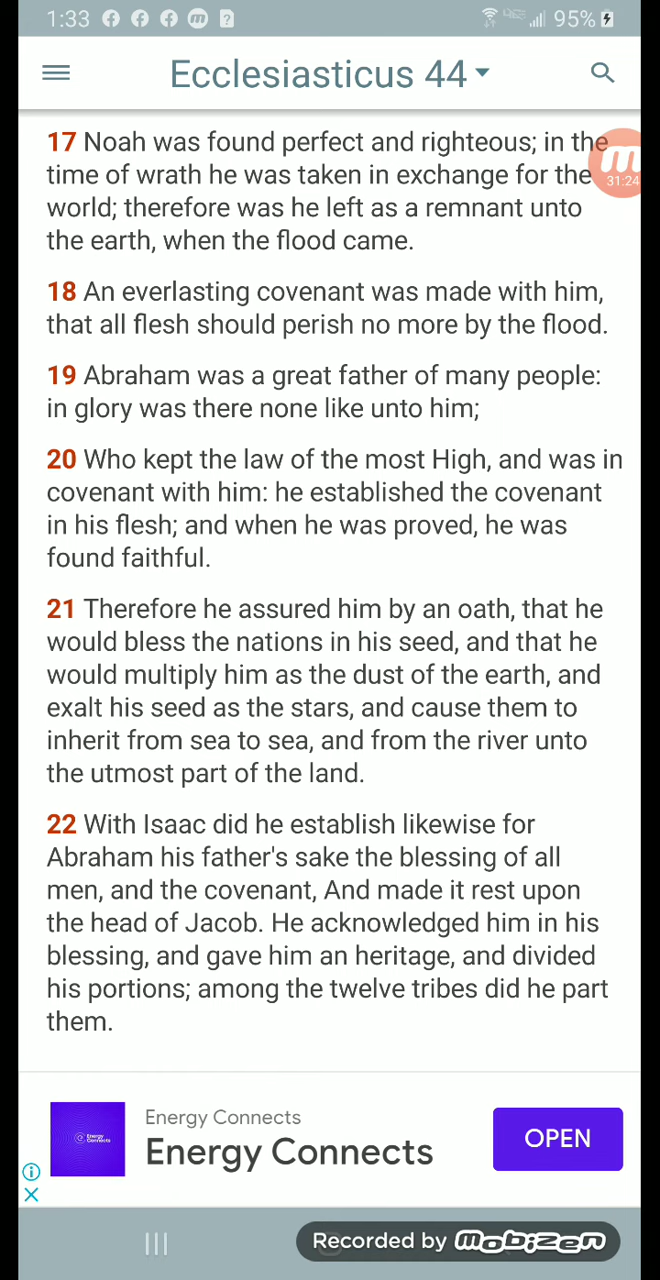 1:33
95%
Ecclesiasticus 44
17 Noah was found perfect and righteous; in the
time of wrath he was taken in exchange for the
world; therefore was he left as a remnant unto
the earth, when the flood came.
31:24
18 An everlasting covenant was made with him,
that all flesh should perish no more by the flood.
19 Abraham was a great father of many people:
in glory was there none like unto him;
20 Who kept the law of the most High, and was in
covenant with him: he established the covenant
in his flesh; and when he was proved, he was
found faithful.
21 Therefore he assured him by an oath, that he
would bless the nations in his seed, and that he
would multiply him as the dust of the earth, and
exalt his seed as the stars, and cause them to
inherit from sea to sea, and from the river unto
the utmost part of the land.
22 With Isaac did he establish likewise for
Abraham his father's sake the blessing of all
men, and the covenant, And made it rest upon
the head of Jacob. He acknowledged him in his
blessing, and gave him an heritage, and divided
his portions; among the twelve tribes did he part
them.
Energy Connects
Energy
Connects
Energy Connects
OPEN
Recorded by mobizen